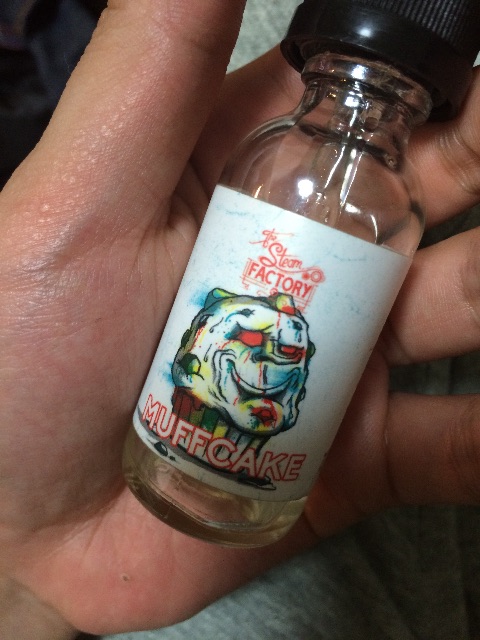 The
Steam
FACTORY
MUFFCAKE